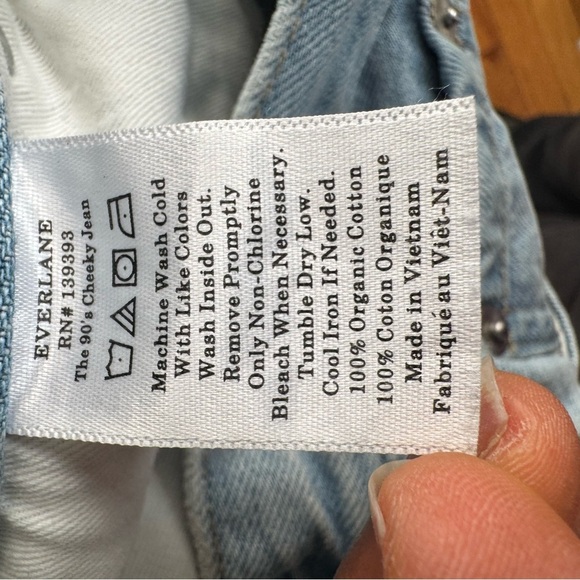 EVERLANE
RN# 139393
The 90's Cheeky Jean
Machine Wash Cold
With Like Colors
Wash Inside Out.
Remove Promptly
Only Non-Chlorine
Bleach When Necessary.
Tumble Dry Low.
Cool Iron If Needed.
100% Organic Cotton
100% Coton Organique
Made in Vietnam
Fabriqué au Viêt-Nam